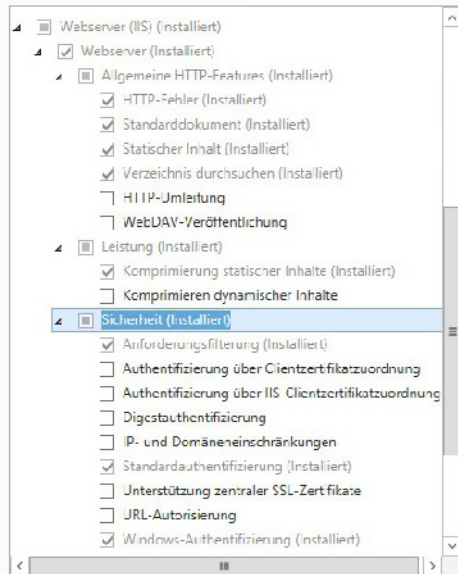 Webserver (IIS) (Installiert)
Webserver (Installiert)
Allgemeine HTTP-Features (Installiert)
HTTP-Fehler (Installiert)
Standarddokument (Installiert)
Statischer Inhalt (Installiert)
Verzeichnis durchsuchen (Installiert)
HTTP-Umleitung
WebDAV-Veröffentlichung
Leistung (Installiert)
Komprimierung statischer Inhalte (Installiert)
Komprimieren dynamischer Inhalte
Sicherheit (Installiert)
Anforderungsfilterung (Installiert)
Authentifizierung über Clientzertifikatzuordnung
Authentifizierung über IIS-Clientzertifikatzuordnung
Digestauthentifizierung
IP- und Domäneneinschränkungen
Standardauthentifizierung (Installiert)
Unterstützung zentraler SSL-Zertifikate
URL-Autorisierung
Windows-Authentifizierung (Installiert)